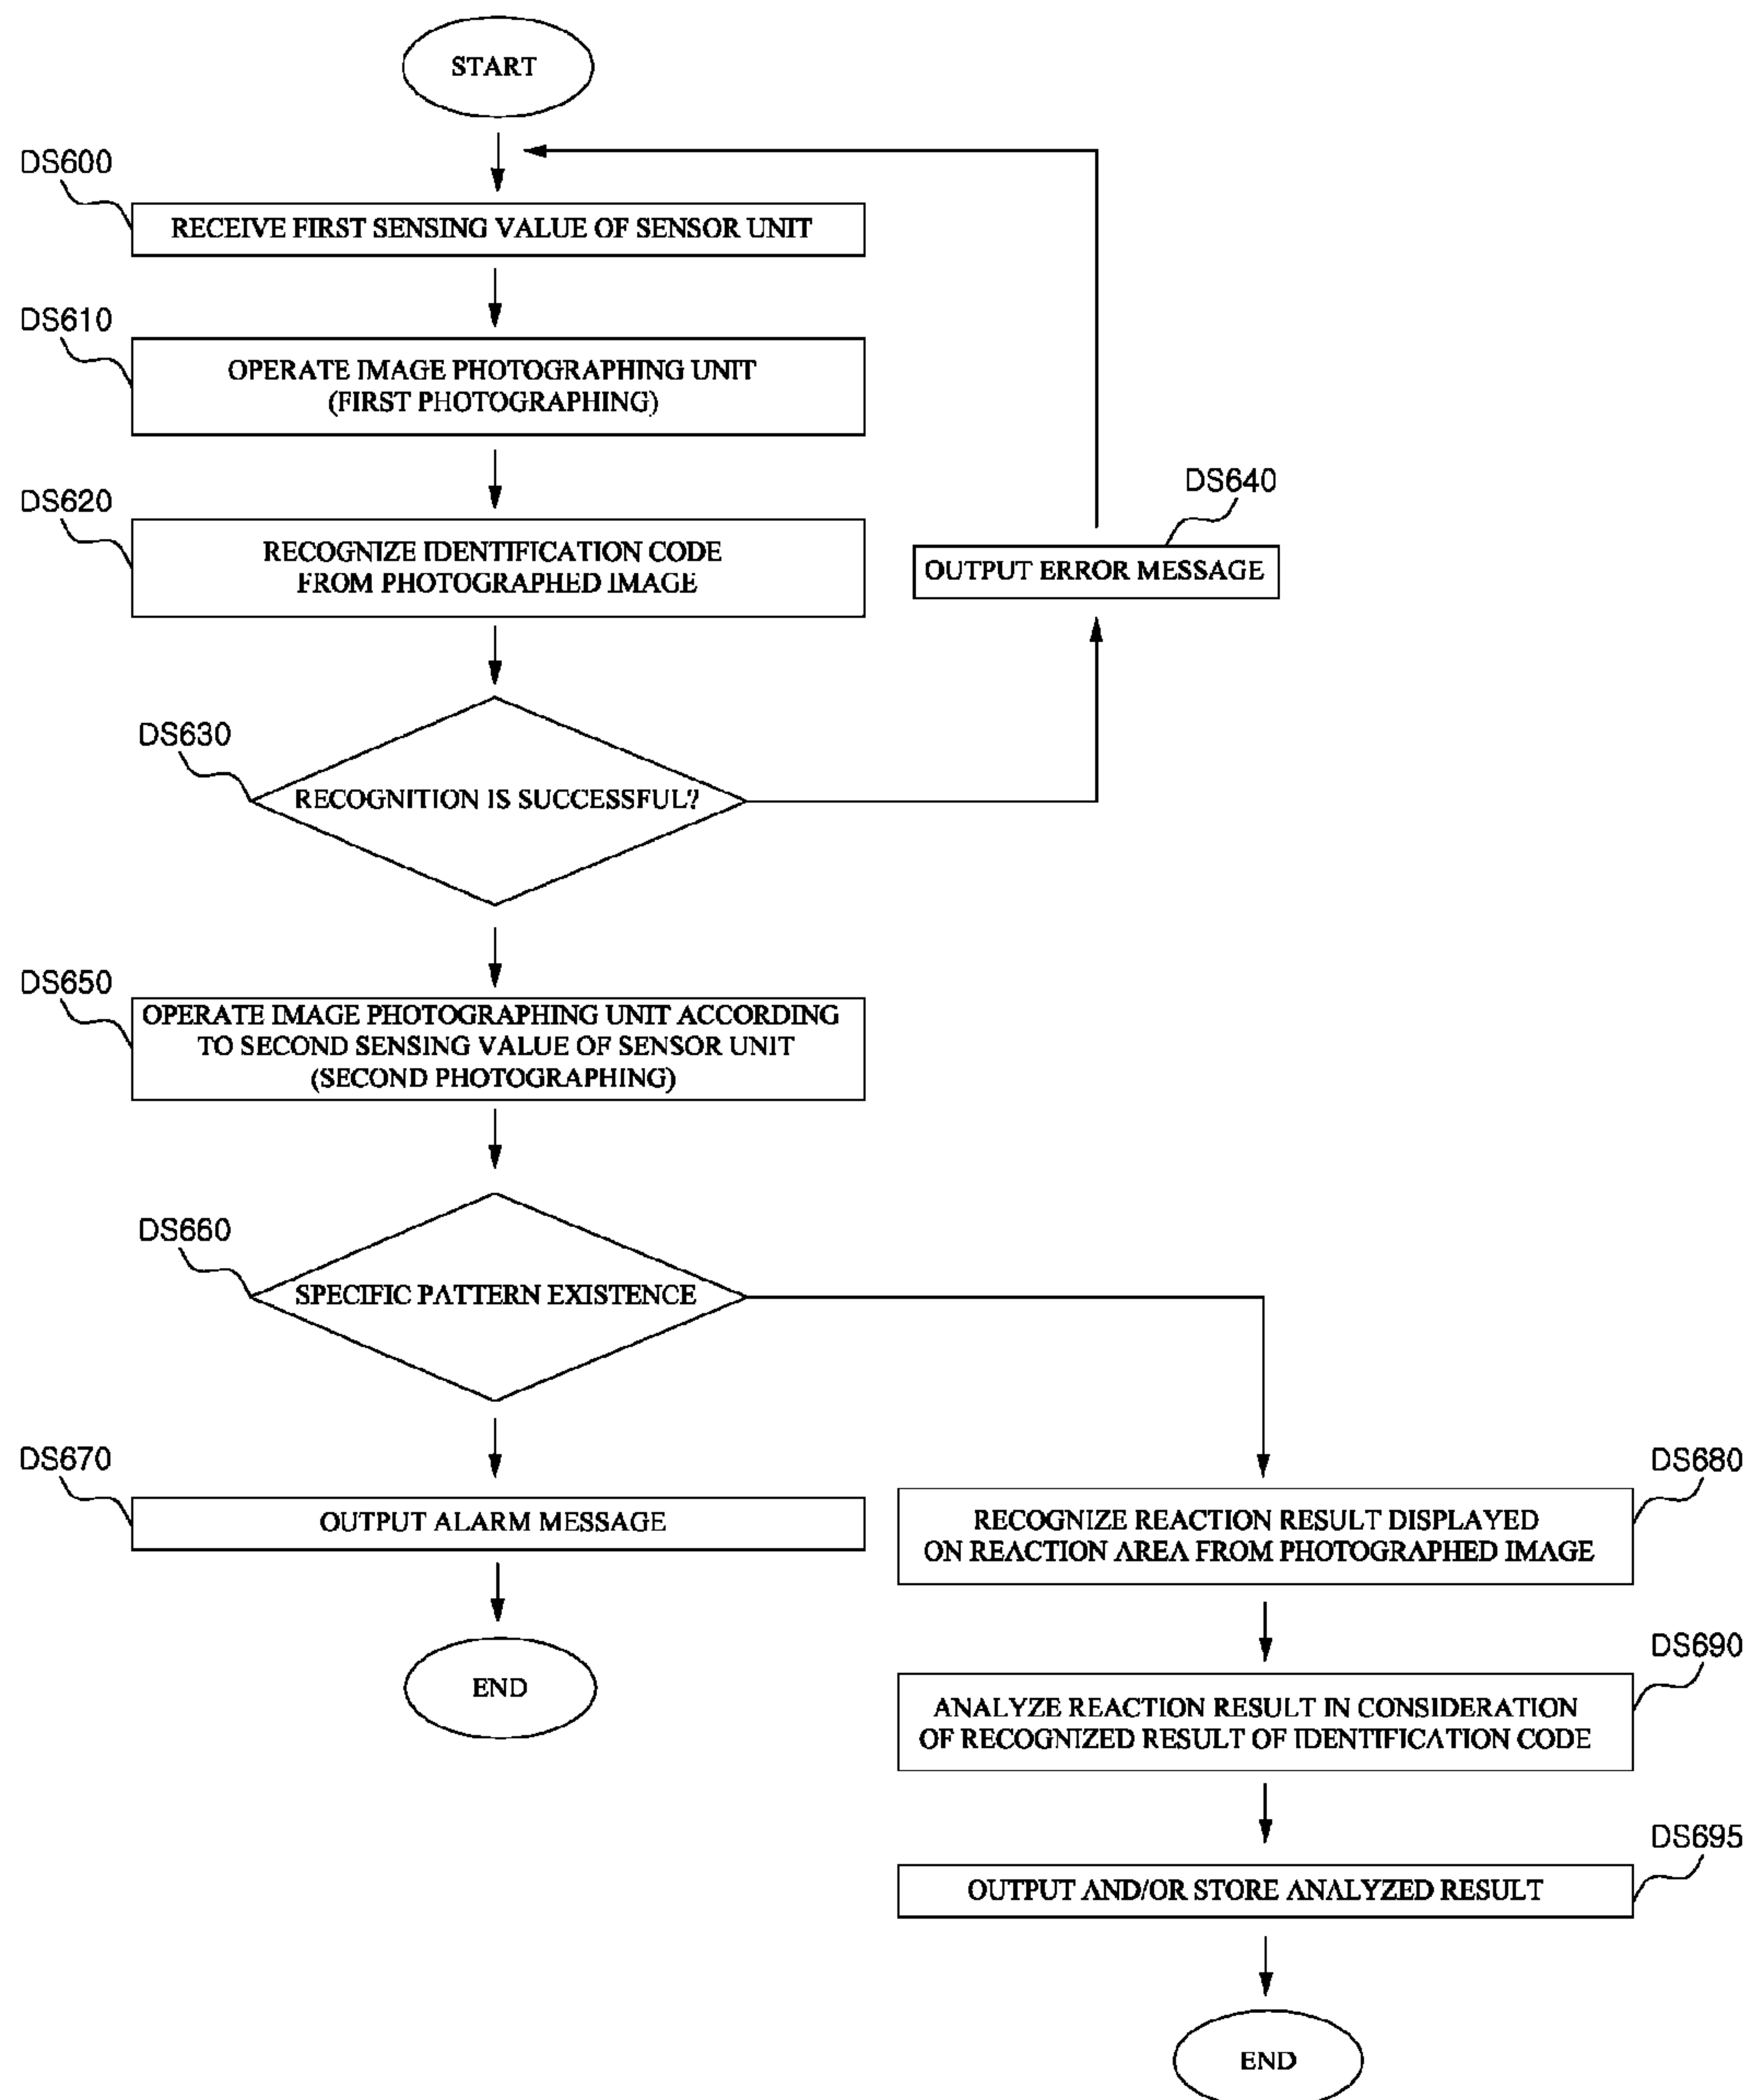 START
DS600
RECEIVE FIRST SENSING VALUE OF SENSOR UNIT
DS610
OPERATE IMAGE PHOTOGRAPHING UNIT
(FIRST PHOTOGRAPHING)
DS620
RECOGNIZE IDENTIFICATION CODE
FROM PHOTOGRAPHED IMAGE
DS640
OUTPUT ERROR MESSAGE
DS630
RECOGNITION IS SUCCESSFUL?
DS650
OPERATE IMAGE PHOTOGRAPHING UNIT ACCORDING
TO SECOND SENSING VALUE OF SENSOR UNIT
(SECOND PHOTOGRAPHING)
DS660
SPECIFIC PATTERN EXISTENCE
DS670
OUTPUT ALARM MESSAGE
END
DS680
RECOGNIZE REACTION RESULT DISPLAYED
ON REACTION AREA FROM PHOTOGRAPHED IMAGE
DS690
ANALYZE REACTION RESULT IN CONSIDERATION
OF RECOGNIZED RESULT OF IDENTIFICATION CODE
DS695
OUTPUT AND/OR STORE ANALYZED RESULT
END